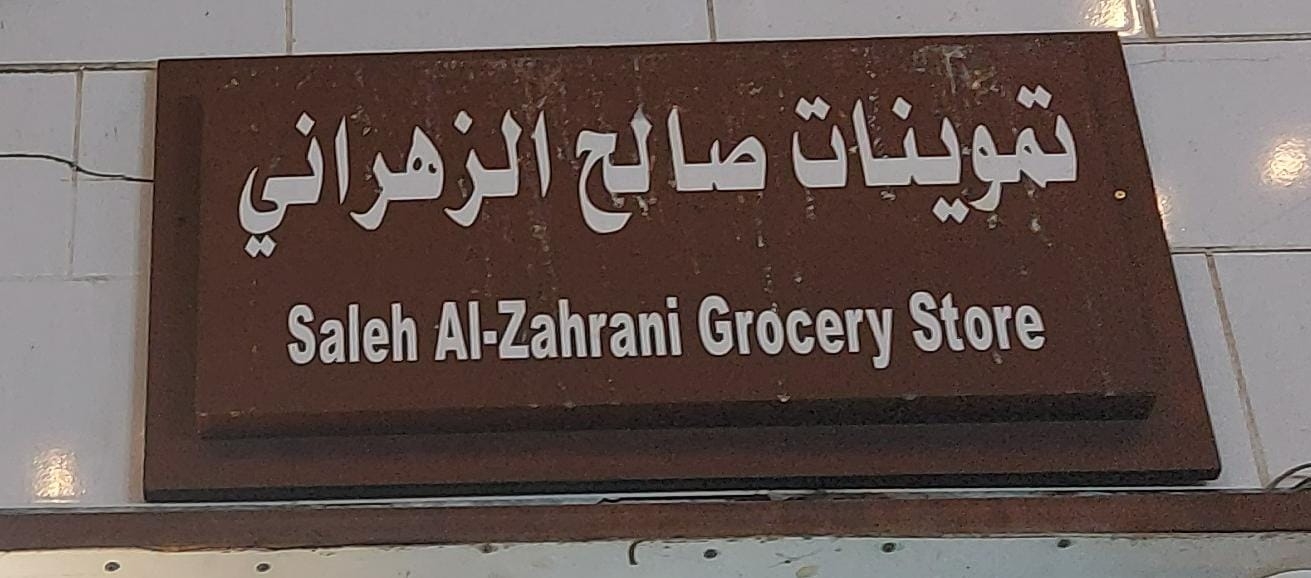 تموينات صالح الزهراني
Saleh Al-Zahrani Grocery Store